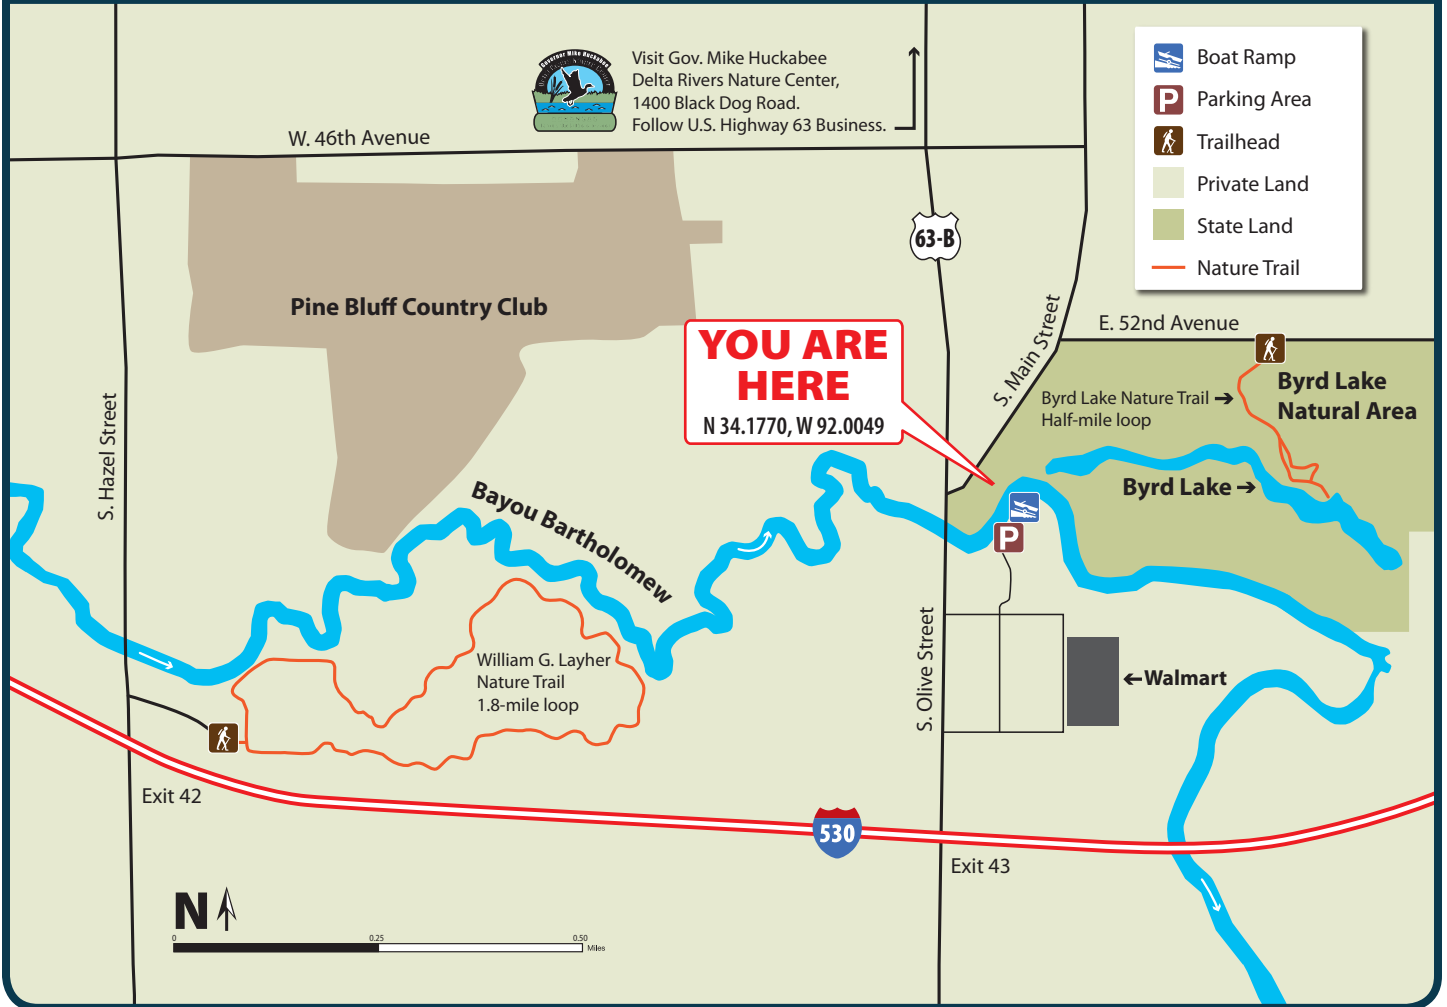 Governor Mike Huckabee
Visit Gov. Mike Huckabee
Delta Rivers Nature Center,
1400 Black Dog Road.
Follow U.S. Highway 63 Business.
Boat Ramp
P
Parking Area
Trailhead
Private Land
State Land
Nature Trail
W. 46th Avenue
63-B
Pine Bluff Country Club
E. 52nd Avenue
S. Main Street
YOU ARE
HERE
N 34.1770, W 92.0049
Byrd Lake Nature Trail
Half-mile loop
Byrd Lake
Natural Area
S. Hazel Street
Bayou Bartholomew
Byrd Lake
P
William G. Layher
Nature Trail
1.8-mile loop
S. Olive Street
Walmart
Exit 42
530
Exit 43
N
0 0.25 0.50
Miles